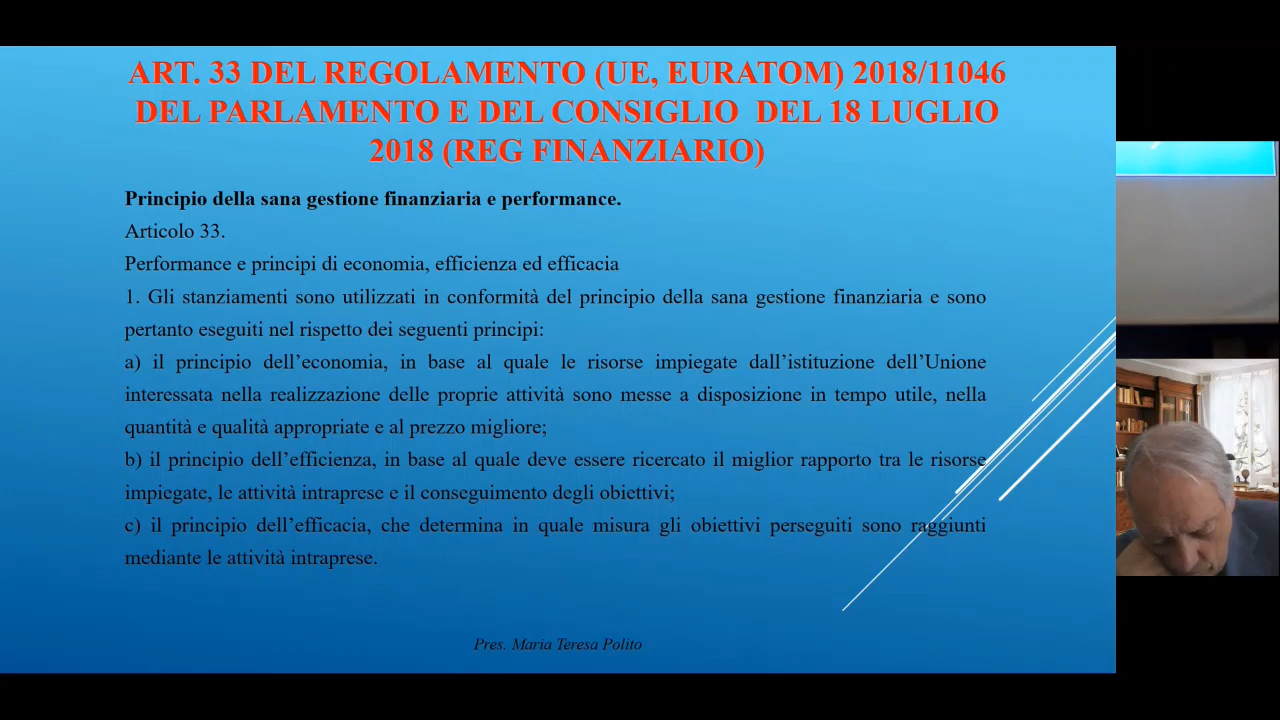 ART. 33 DEL REGOLAMENTO (UE, EURATOM) 2018/11046
DEL PARLAMENTO E DEL CONSIGLIO DEL 18 LUGLIO
2018 (REG FINANZIARIO)
Principio della sana gestione finanziaria e performance.
Articolo 33.
Performance e principi di economia, efficienza ed efficacia
1. Gli stanziamenti sono utilizzati in conformità del principio della sana gestione finanziaria e sono
pertanto eseguiti nel rispetto dei seguenti principi:
a) il principio dell’economia, in base al quale le risorse impiegate dall’istituzione dell’Unione
interessata nella realizzazione delle proprie attività sono messe a disposizione in tempo utile, nella
quantità e qualità appropriate e al prezzo migliore;
b) il principio dell’efficienza, in base al quale deve essere ricercato il miglior rapporto tra le risorse
impiegate, le attività intraprese e il conseguimento degli obiettivi;
c) il principio dell’efficacia, che determina in quale misura gli obiettivi perseguiti sono raggiunti
mediante le attività intraprese.
Pres. Maria Teresa Polito